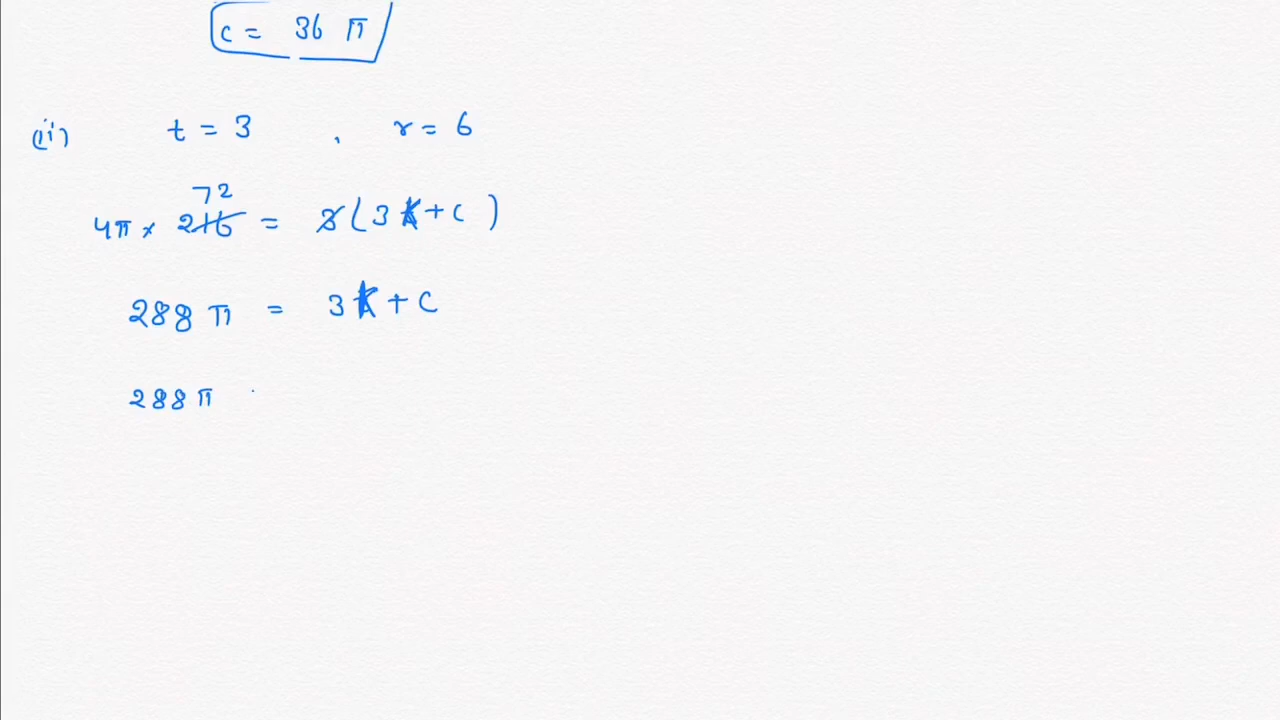 c = 36 π
(ii) t = 3 , r = 6
72
4π × 216 = 3 ( 3k + c )
288 π = 3k + c
288 π